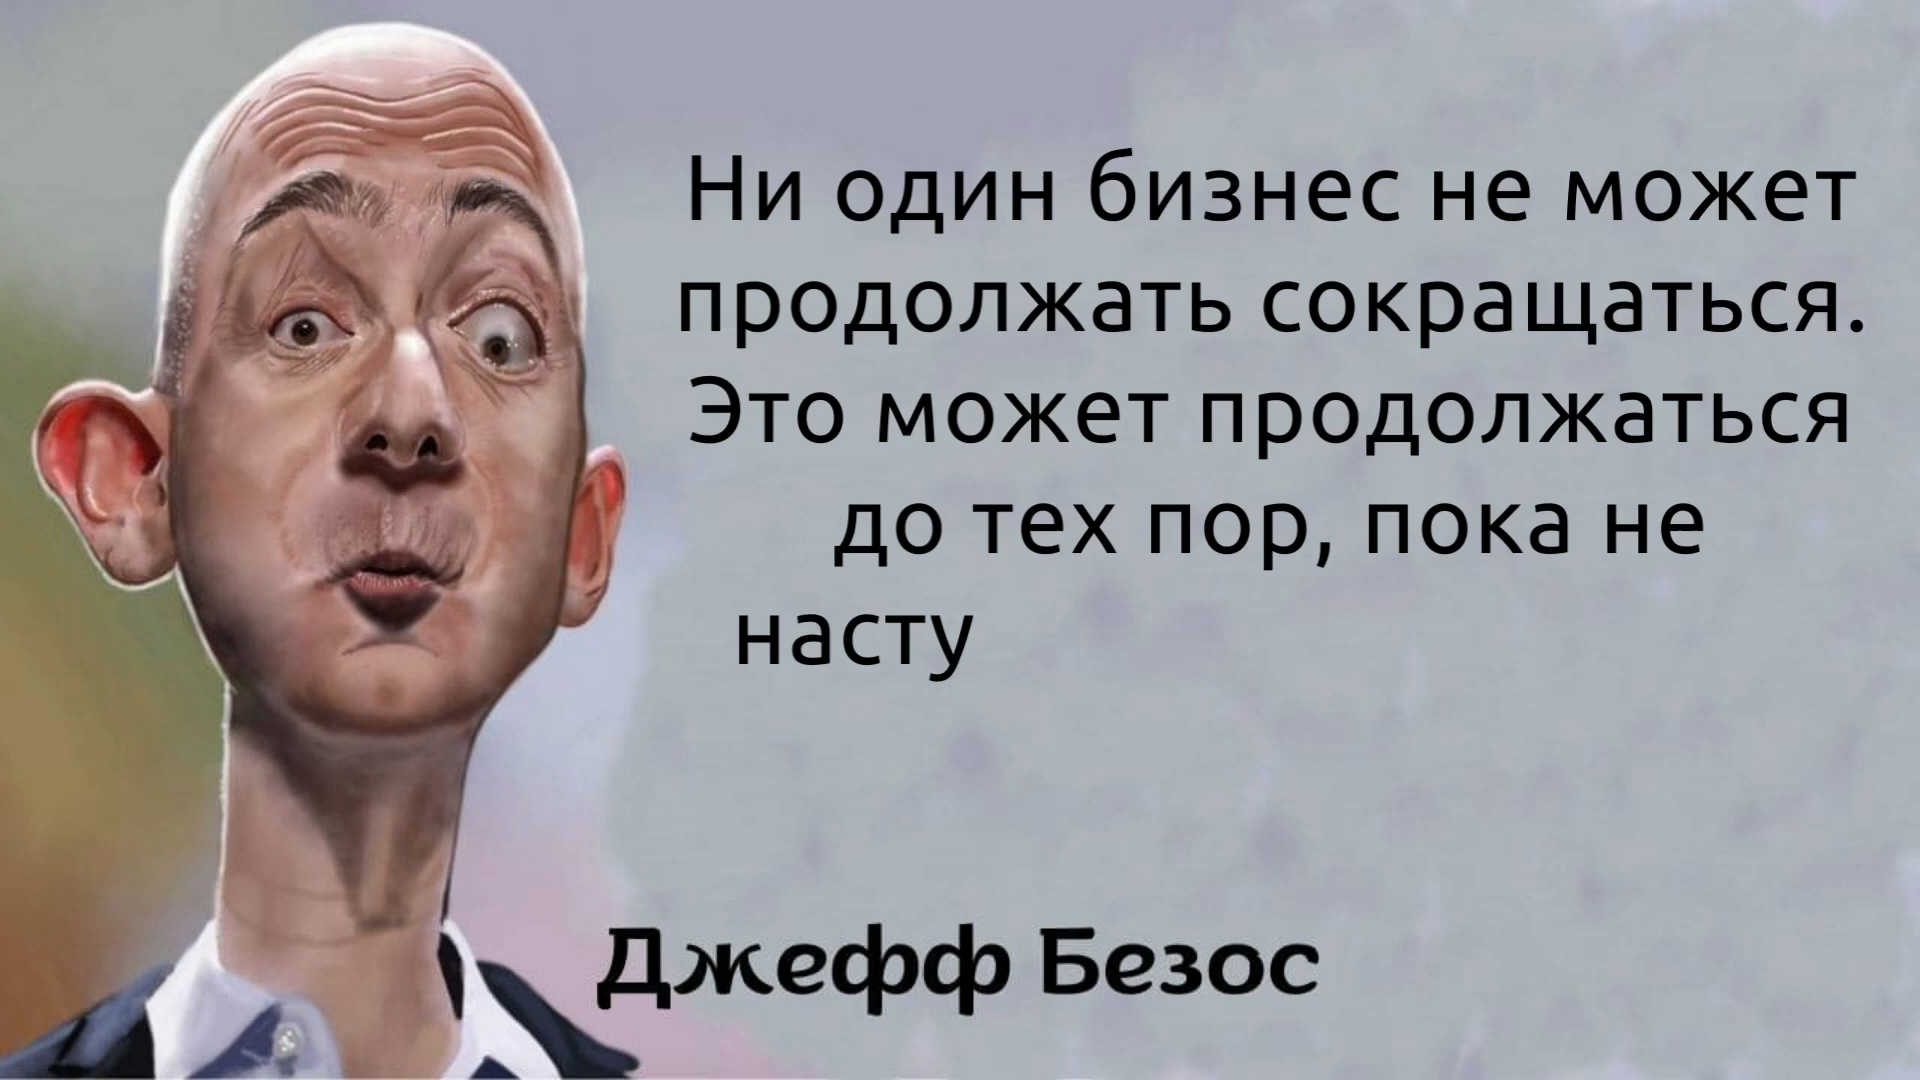 Ни один бизнес не может
продолжать сокращаться.
Это может продолжаться
до тех пор, пока не
насту
Джефф Безос